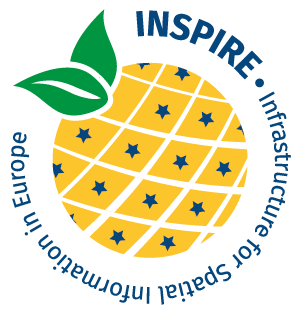 INSPIRE • Infrastructure for Spatial Information in Europe